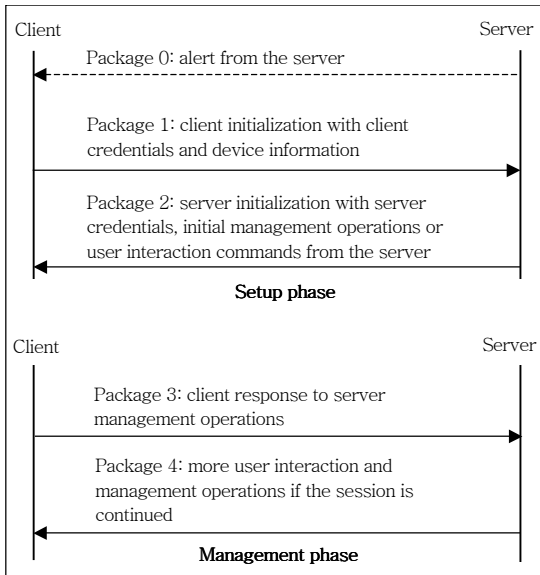 Client
Server
Package 0: alert from the server
Package 1: client initialization with client
credentials and device information
Package 2: server initialization with server
credentials, initial management operations or
user interaction commands from the server
Setup phase
Client
Server
Package 3: client response to server
management operations
Package 4: more user interaction and
management operations if the session is
continued
Management phase